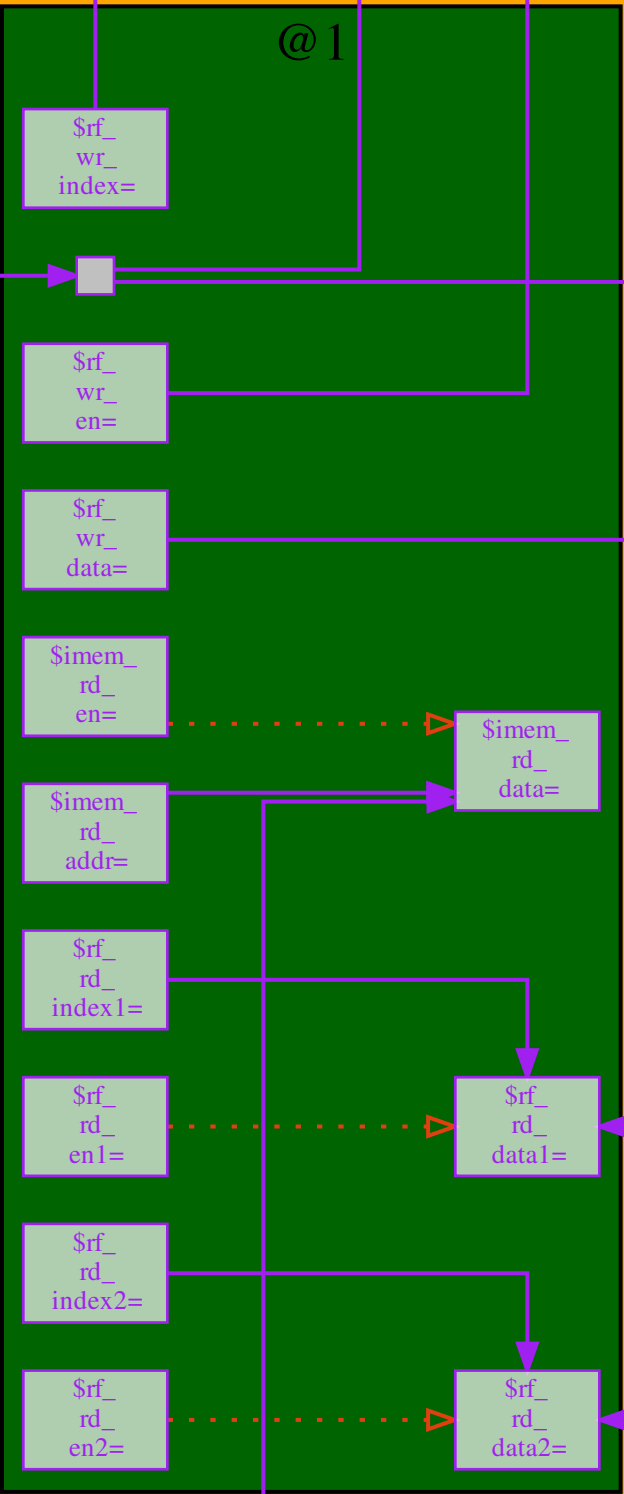 @1
$rf_
wr_
index=
$rf_
wr_
en=
$rf_
wr_
data=
$imem_
rd_
en=
$imem_
rd_
data=
$imem_
rd_
addr=
$rf_
rd_
index1=
$rf_
rd_
en1=
$rf_
rd_
data1=
$rf_
rd_
index2=
$rf_
rd_
en2=
$rf_
rd_
data2=